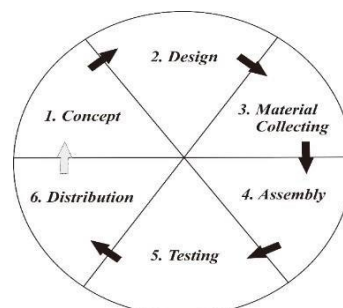 1. Concept
2. Design
3. Material
Collecting
4. Assembly
5. Testing
6. Distribution